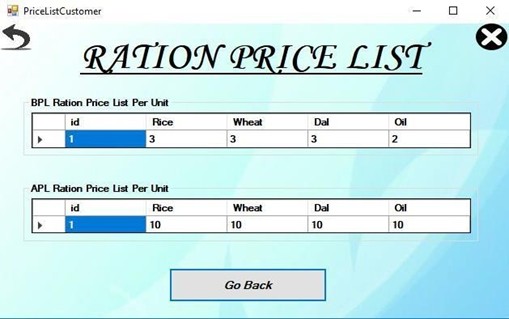 PriceListCustomer
RATION PRICE LIST
BPL Ration Price List Per Unit
id Rice Wheat Dal Oil
1 3 3 3 2
APL Ration Price List Per Unit
id Rice Wheat Dal Oil
1 10 10 10 10
Go Back